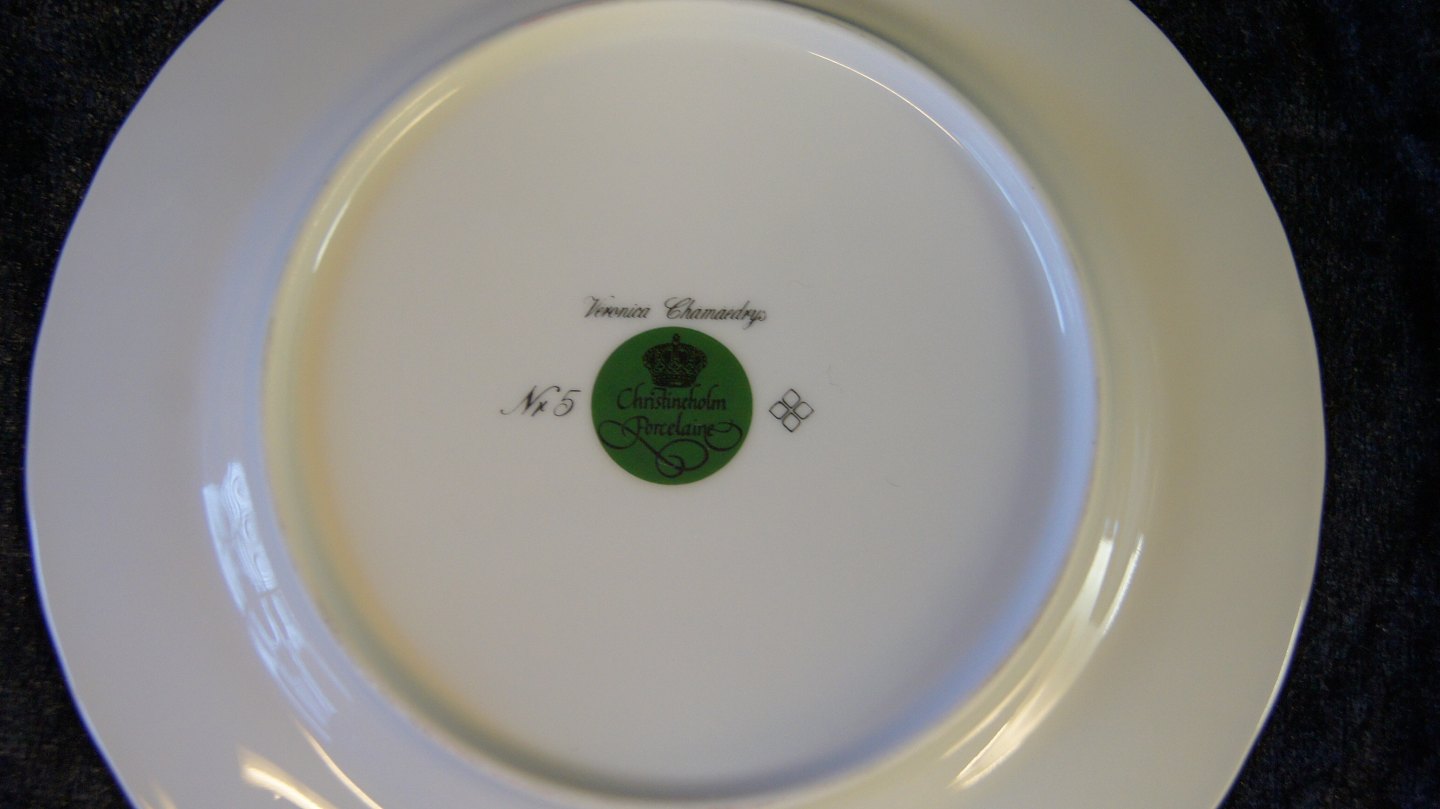 Veronica Chamaedrys
Nr 5
Christineholm
Porcelaine